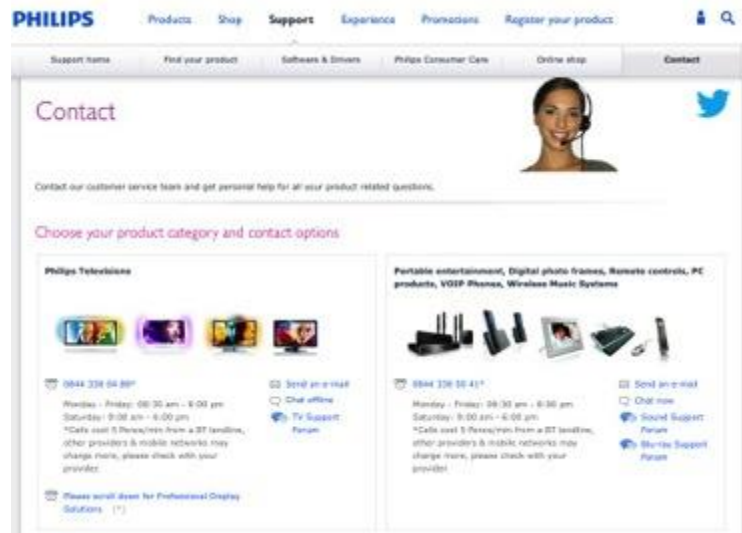 PHILIPS
Products Shop Support Experience Promotions Register your product
Support home Find your product Software & Drivers Philips Consumer Care Online shop Contact
Contact
Contact our customer service team and get personal help for all your product related questions.
Choose your product category and contact options
Philips Televisions
0844 338 04
Monday - Friday: 08:30 am - 6:00 pm
Saturday: 9:00 am - 6:00 pm
*Calls cost 5 Pence/min from a BT landline,
other providers & mobile networks may
charge more, please check with your
provider.
Send an e-mail
Chat offline
TV Support
Forum
Please scroll down for Professional Display
Solutions (*)
Portable entertainment, Digital photo frames, Remote controls, PC
products, VOIP Phones, Wireless Music Systems
0844 338
Monday - Friday: 08:30 am - 6:30 pm
Saturday: 9:00 am - 6:00 pm
*Calls cost 5 Pence/min from a BT landline,
other providers & mobile networks may
charge more, please check with your
provider.
Send an e-mail
Chat now
Sound Support
Forum
Blu-ray Support
Forum